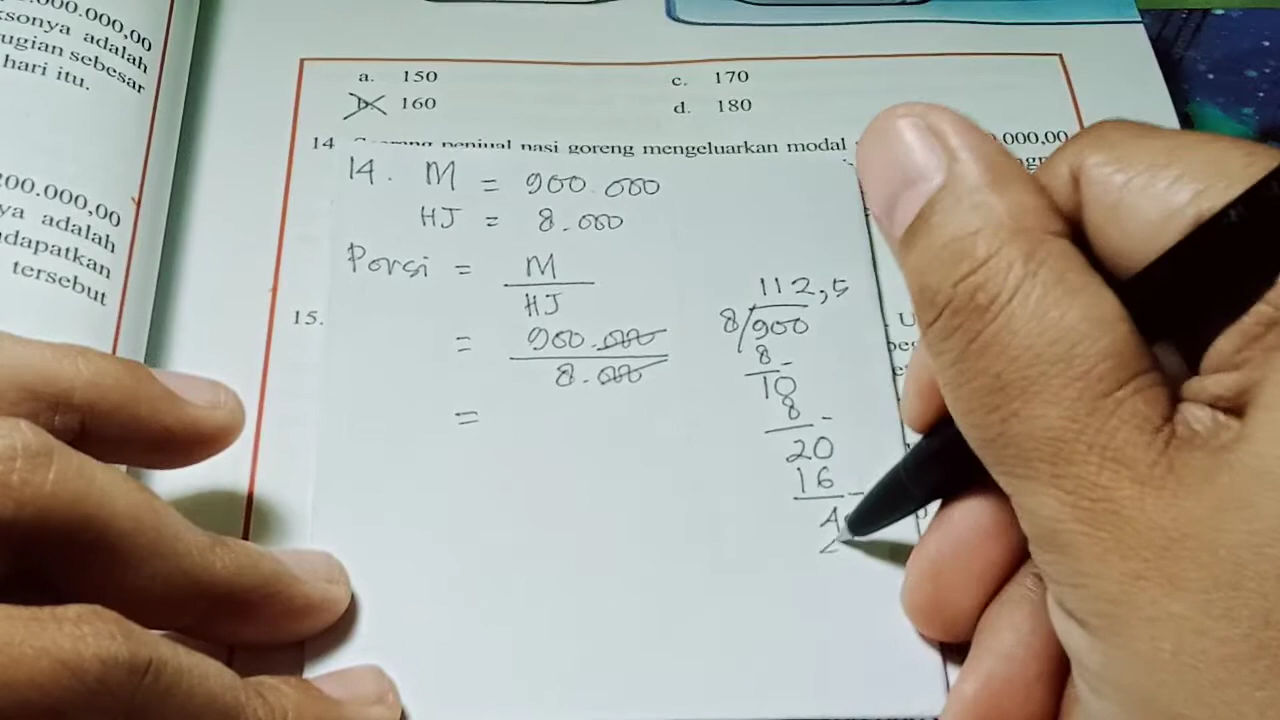 000.000,00
sonya adalah
ugian sebesar
hari itu.
00.000,00
ya adalah
dapatkan
tersebut
a. 150
c. 170
b. 160
d. 180
14 penjual nasi goreng mengeluarkan modal .000,00
14. M = 900.000
HJ = 8.000
Porsi = M
HJ
= 900.000
8.000
=
112,5
8/900
8 -
10
8 -
20
16 -
4
15.